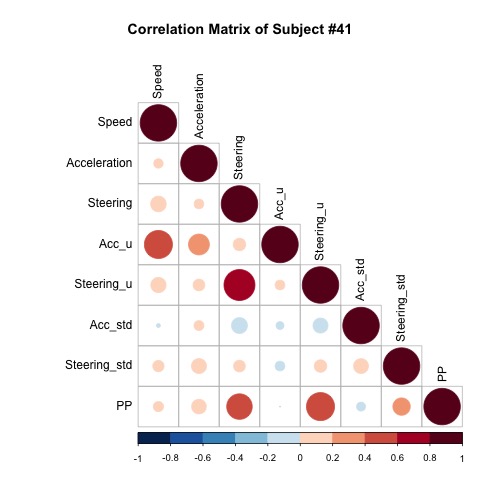 Correlation Matrix of Subject #41
Speed
Acceleration
Steering
Acc_u
Steering_u
Acc_std
Steering_std
PP
Speed
Acceleration
Steering
Acc_u
Steering_u
Acc_std
Steering_std
PP
-1 -0.8 -0.6 -0.4 -0.2 0 0.2 0.4 0.6 0.8 1